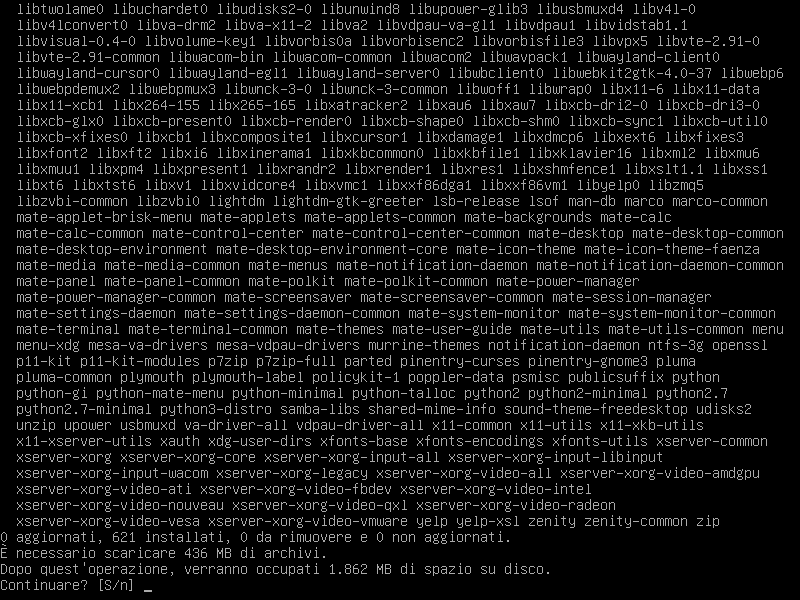 libtwolame0 libuchardet0 libudisks2-0 libunwind8 libupower-glib3 libusbmuxd4 libv4l-0
libv4lconvert0 libva-drm2 libva-x11-2 libva2 libvdpau-va-gl1 libvdpau1 libvidstab1.1
libvisual-0.4-0 libvolume-key1 libvorbis0a libvorbisenc2 libvorbisfile3 libvpx5 libvte-2.91-0
libvte-2.91-common libwacom-bin libwacom-common libwacom2 libwavpack1 libwayland-client0
libwayland-cursor0 libwayland-egl1 libwayland-server0 libwbclient0 libwebkit2gtk-4.0-37 libwebp6
libwebpdemux2 libwebpmux3 libwnck-3-0 libwnck-3-common libwoff1 libwrap0 libx11-6 libx11-data
libx11-xcb1 libx264-155 libx265-165 libxatracker2 libxau6 libxaw7 libxcb-dri2-0 libxcb-dri3-0
libxcb-glx0 libxcb-present0 libxcb-render0 libxcb-shape0 libxcb-shm0 libxcb-sync1 libxcb-util0
libxcb-xfixes0 libxcb1 libxcomposite1 libxcursor1 libxdamage1 libxdmcp6 libxext6 libxfixes3
libxfont2 libxft2 libxi6 libxinerama1 libxkbcommon0 libxkbfile1 libxklavier16 libxml2 libxmu6
libxmuu1 libxpm4 libxpresent1 libxrandr2 libxrender1 libxres1 libxshmfence1 libxslt1.1 libxss1
libxt6 libxtst6 libxv1 libxvidcore4 libxvmc1 libxxf86dga1 libxxf86vm1 libyelp0 libzmq5
libzvbi-common libzvbi0 lightdm lightdm-gtk-greeter lsb-release lsof man-db marco marco-common
mate-applet-brisk-menu mate-applets mate-applets-common mate-backgrounds mate-calc
mate-calc-common mate-control-center mate-control-center-common mate-desktop mate-desktop-common
mate-desktop-environment mate-desktop-environment-core mate-icon-theme mate-icon-theme-faenza
mate-media mate-media-common mate-menus mate-notification-daemon mate-notification-daemon-common
mate-panel mate-panel-common mate-polkit mate-polkit-common mate-power-manager
mate-power-manager-common mate-screensaver mate-screensaver-common mate-session-manager
mate-settings-daemon mate-settings-daemon-common mate-system-monitor mate-system-monitor-common
mate-terminal mate-terminal-common mate-themes mate-user-guide mate-utils mate-utils-common menu
menu-xdg mesa-va-drivers mesa-vdpau-drivers murrine-themes notification-daemon ntfs-3g openssl
p11-kit p11-kit-modules p7zip p7zip-full parted pinentry-curses pinentry-gnome3 pluma
pluma-common plymouth plymouth-label policykit-1 poppler-data psmisc publicsuffix python
python-gi python-mate-menu python-minimal python-talloc python2 python2-minimal python2.7
python2.7-minimal python3-distro samba-libs shared-mime-info sound-theme-freedesktop udisks2
unzip upower usbmuxd va-driver-all vdpau-driver-all x11-common x11-utils x11-xkb-utils
x11-xserver-utils xauth xdg-user-dirs xfonts-base xfonts-encodings xfonts-utils xserver-common
xserver-xorg xserver-xorg-core xserver-xorg-input-all xserver-xorg-input-libinput
xserver-xorg-input-wacom xserver-xorg-legacy xserver-xorg-video-all xserver-xorg-video-amdgpu
xserver-xorg-video-ati xserver-xorg-video-fbdev xserver-xorg-video-intel
xserver-xorg-video-nouveau xserver-xorg-video-qxl xserver-xorg-video-radeon
xserver-xorg-video-vesa xserver-xorg-video-vmware yelp yelp-xsl zenity zenity-common zip
0 aggiornati, 621 installati, 0 da rimuovere e 0 non aggiornati.
È necessario scaricare 436 MB di archivi.
Dopo quest'operazione, verranno occupati 1.862 MB di spazio su disco.
Continuare? [S/n] _